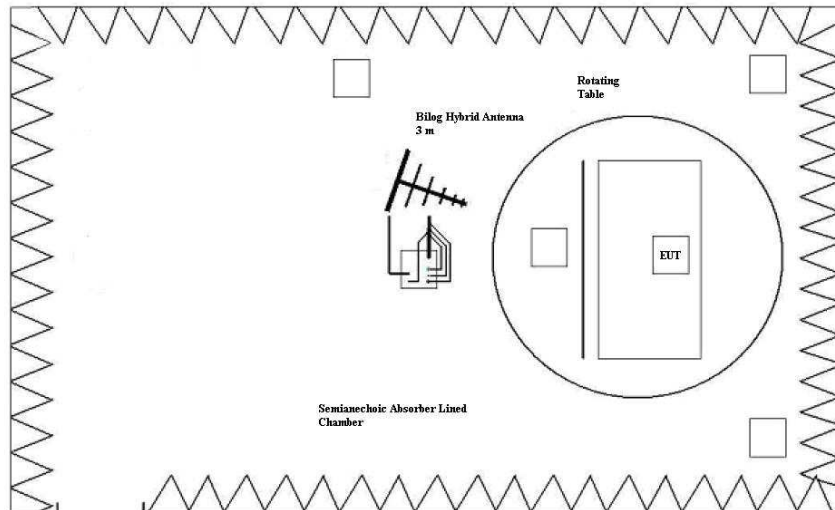 Rotating
Table
Bilog Hybrid Antenna
3 m
EUT
Semianechoic Absorber Lined
Chamber